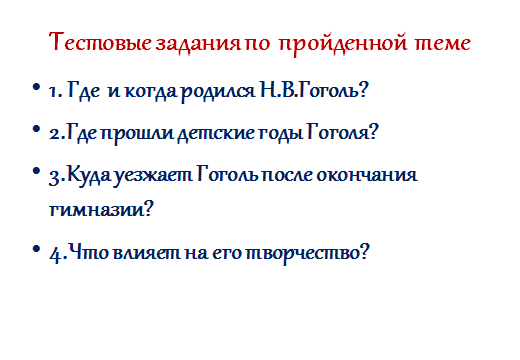 Тестовые задания по пройденной теме
• 1. Где и когда родился Н.В.Гоголь?
• 2.Где прошли детские годы Гоголя?
• 3.Куда уезжает Гоголь после окончания
гимназии?
• 4.Что влияет на его творчество?